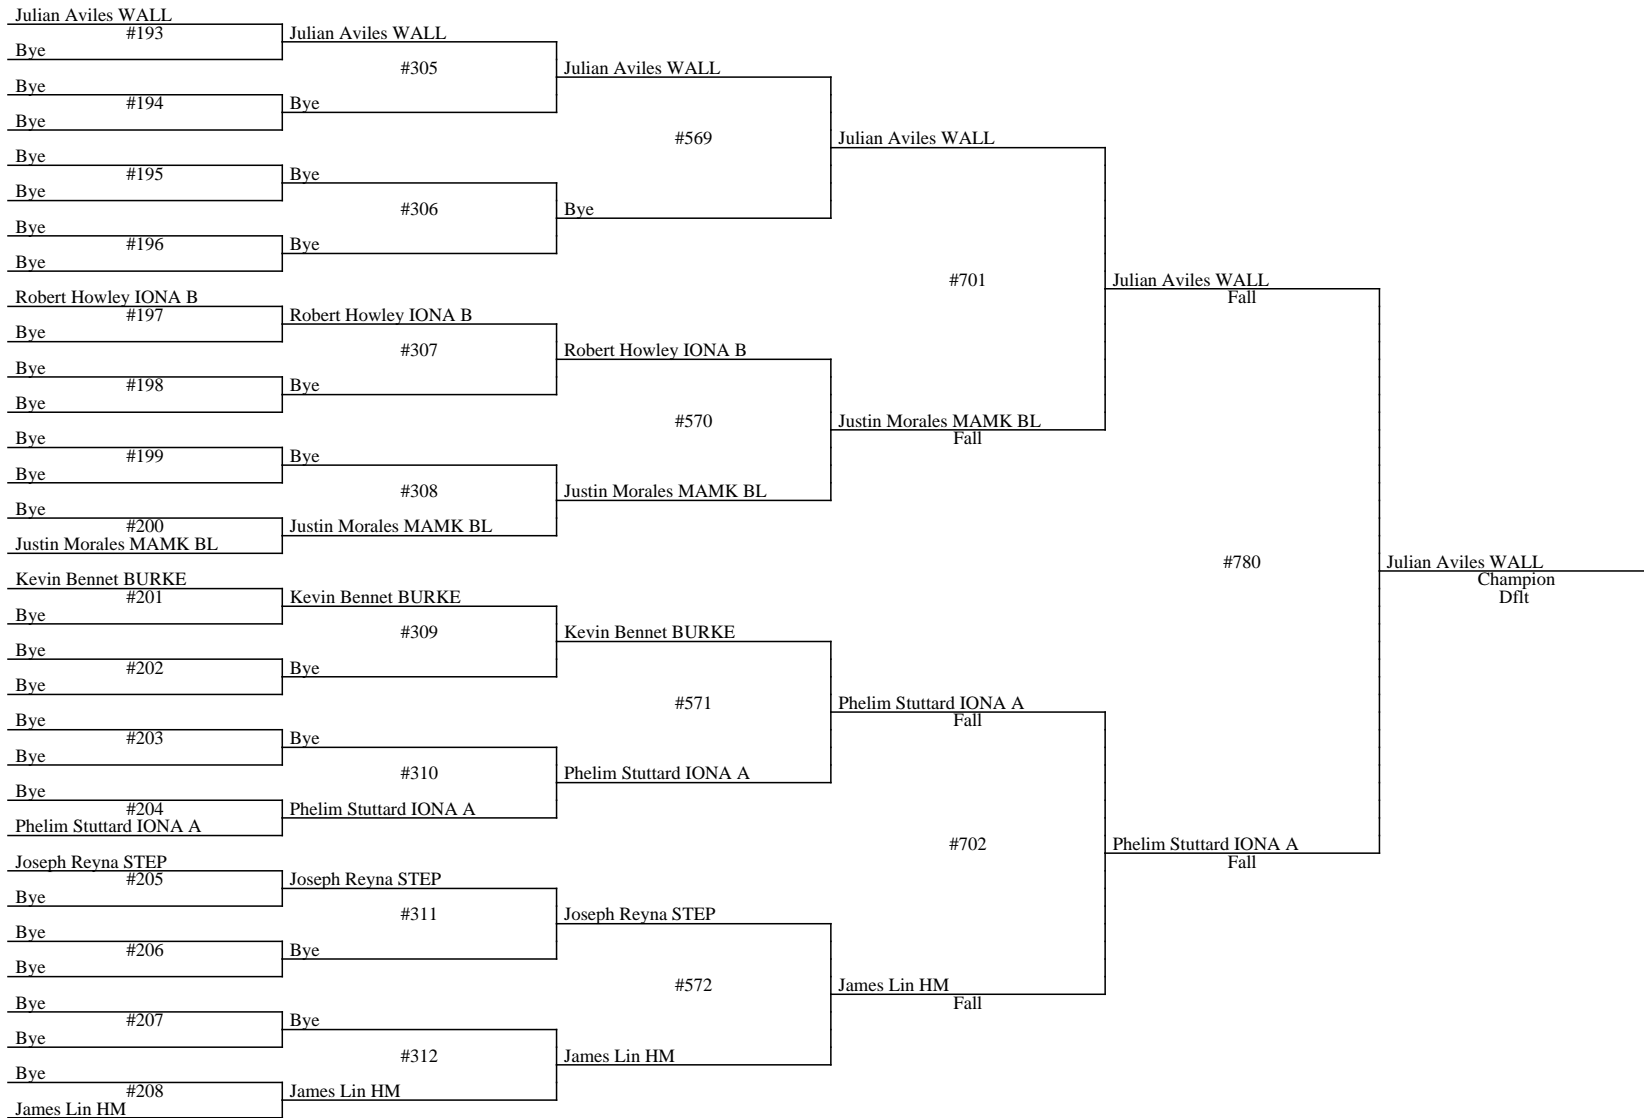 Julian Aviles WALL
#193
Bye
Bye
#194
Bye
Bye
#195
Bye
Bye
#196
Bye
Robert Howley IONA B
#197
Bye
Bye
#198
Bye
Bye
#199
Bye
Bye
#200
Justin Morales MAMK BL
Kevin Bennet BURKE
#201
Bye
Bye
#202
Bye
Bye
#203
Bye
Bye
#204
Phelim Stuttard IONA A
Joseph Reyna STEP
#205
Bye
Bye
#206
Bye
Bye
#207
Bye
Bye
#208
James Lin HM
Julian Aviles WALL
#305
Bye
Bye
#306
Bye
Robert Howley IONA B
#307
Bye
Bye
#308
Justin Morales MAMK BL
Kevin Bennet BURKE
#309
Bye
Bye
#310
Phelim Stuttard IONA A
Joseph Reyna STEP
#311
Bye
Bye
#312
James Lin HM
Julian Aviles WALL
#569
Bye
Robert Howley IONA B
#570
Justin Morales MAMK BL
Kevin Bennet BURKE
#571
Phelim Stuttard IONA A
Joseph Reyna STEP
#572
James Lin HM
Julian Aviles WALL
#701
Justin Morales MAMK BL
Fall
Phelim Stuttard IONA A
Fall
#702
James Lin HM
Fall
Julian Aviles WALL
Fall
#780
Phelim Stuttard IONA A
Fall
Julian Aviles WALL
Champion
Dflt